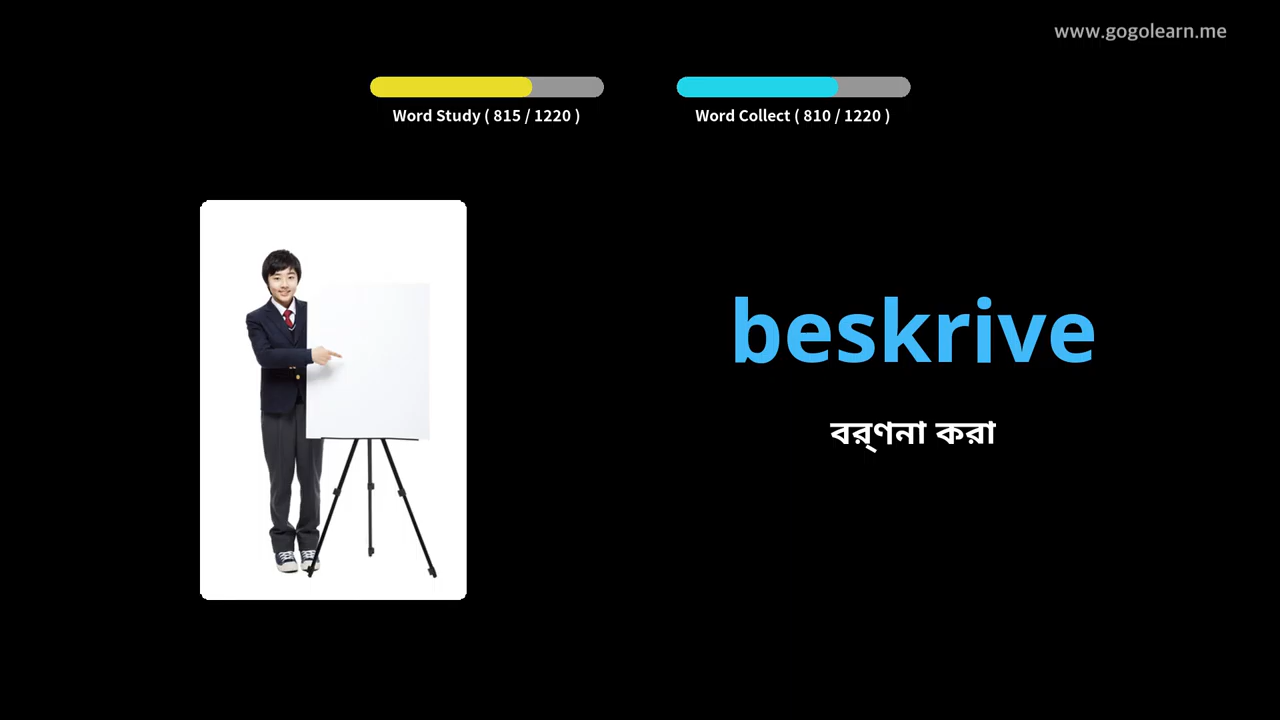 www.gogolearn.me
Word Study ( 815 / 1220 )
Word Collect ( 810 / 1220 )
beskrive
বর্ণনা করা